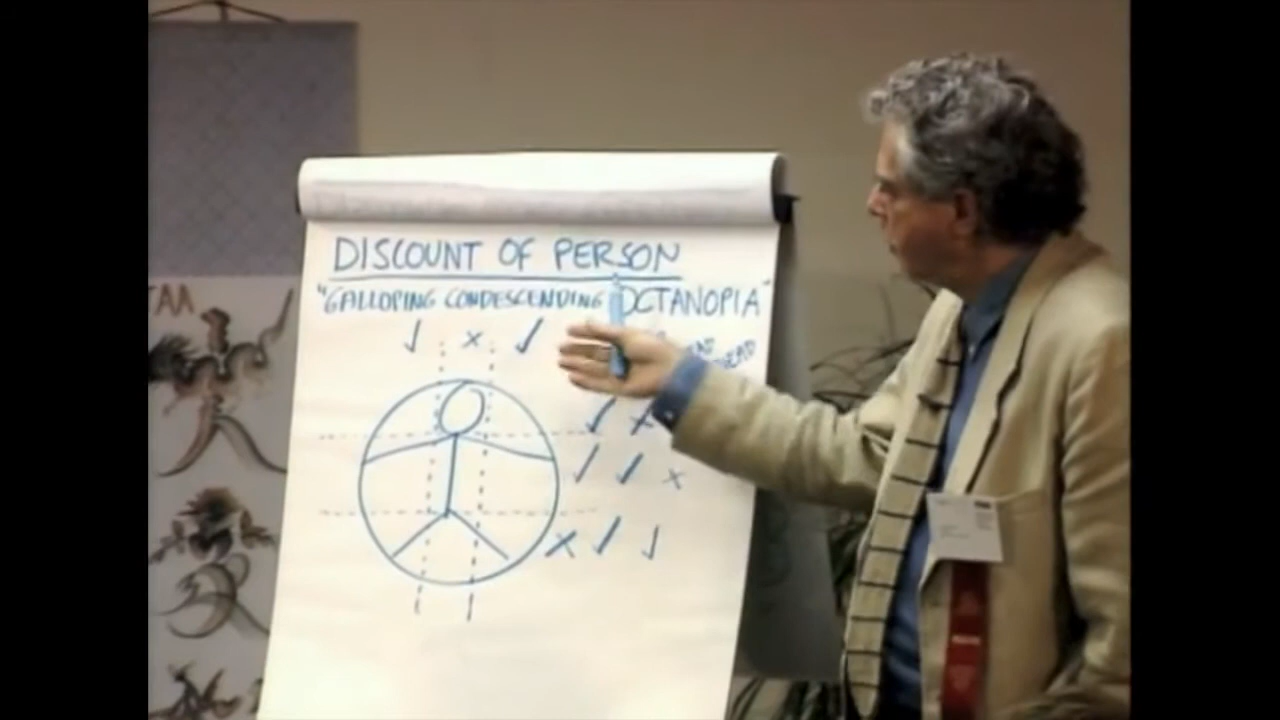 DISCOUNT OF PERSON
"GALLOPING CONDESCENDING OCTANOPIA"
✓ x ✓
✓ x
✓ ✓ x
x ✓ ✓
TAA